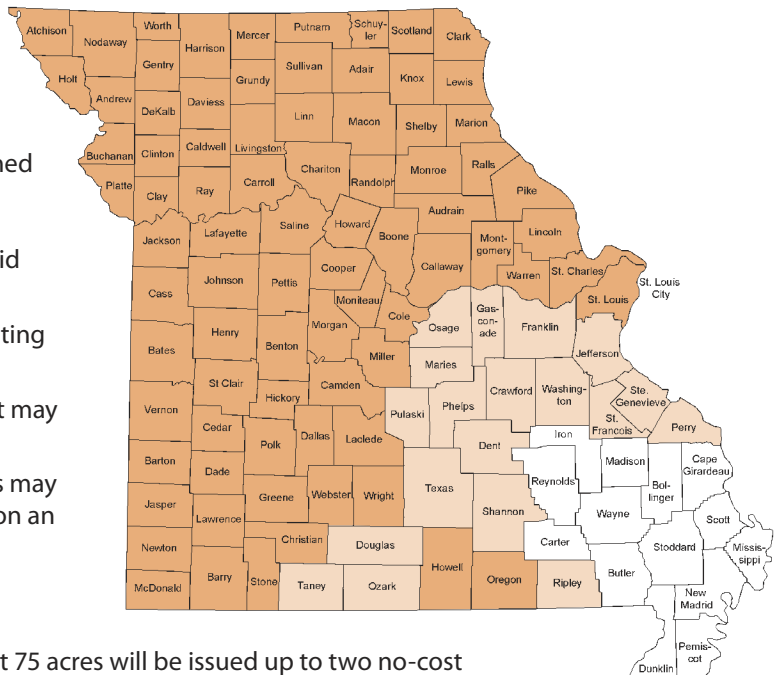 Atchison
Nodaway
Worth
Harrison
Mercer
Putnam
Schuy-
ler
Scotland
Clark
Holt
Gentry
Grundy
Sullivan
Adair
Knox
Lewis
Andrew
DeKalb
Daviess
Linn
Macon
Shelby
Marion
Buchanan
Clinton
Caldwell
Livingston
Chariton
Randolph
Monroe
Ralls
Pike
Platte
Clay
Ray
Carroll
Audrain
Jackson
Lafayette
Saline
Howard
Boone
Callaway
Mont-
gomery
Lincoln
Warren
St. Charles
Cass
Johnson
Pettis
Cooper
Moniteau
Cole
St. Louis
St. Louis
City
Bates
Henry
Benton
Morgan
Miller
Osage
Gas-
con-
ade
Franklin
Jefferson
St Clair
Camden
Maries
Vernon
Hickory
Pulaski
Phelps
Crawford
Washing-
ton
Ste.
Genevieve
St.
Francois
Perry
Cedar
Polk
Dallas
Laclede
Dent
Iron
Madison
Cape
Girardeau
Barton
Dade
Texas
Reynolds
Bol-
linger
Jasper
Greene
Webster
Wright
Shannon
Wayne
Scott
Lawrence
Christian
Douglas
Carter
Stoddard
Missis-
sippi
Newton
Howell
Oregon
Ripley
Butler
McDonald
Barry
Stone
Taney
Ozark
New
Madrid
Pemis-
cot
Dunklin
ned
id
ting
t may
s may
on an
t 75 acres will be issued up to two no-cost